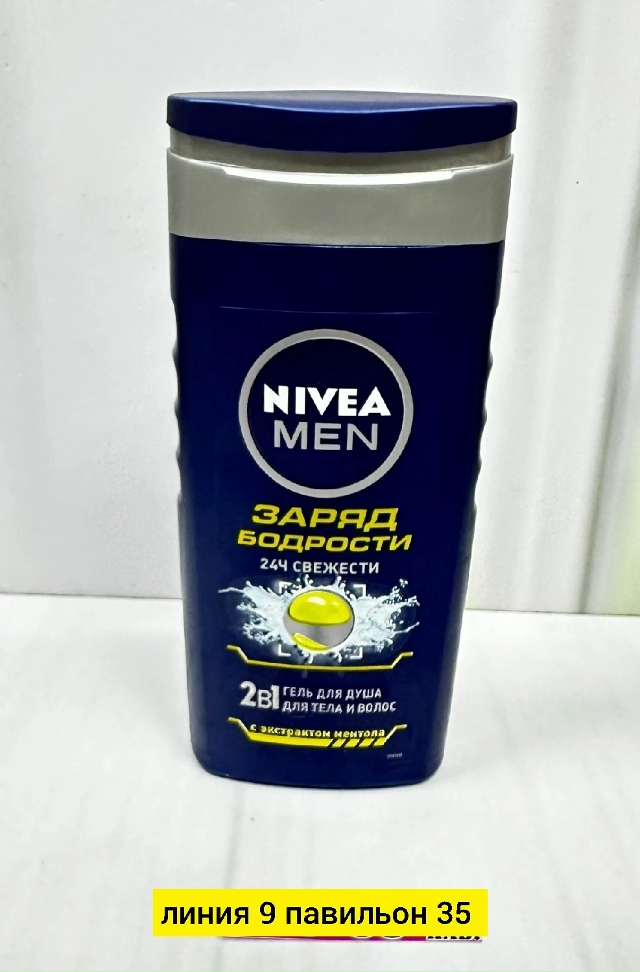 NIVEA
MEN
ЗАРЯД
БОДРОСТИ
24Ч СВЕЖЕСТИ
2В1 ГЕЛЬ ДЛЯ ДУША
ДЛЯ ТЕЛА И ВОЛОС
С ЭКСТРАКТОМ МЕНТОЛА
линия 9 павильон 35